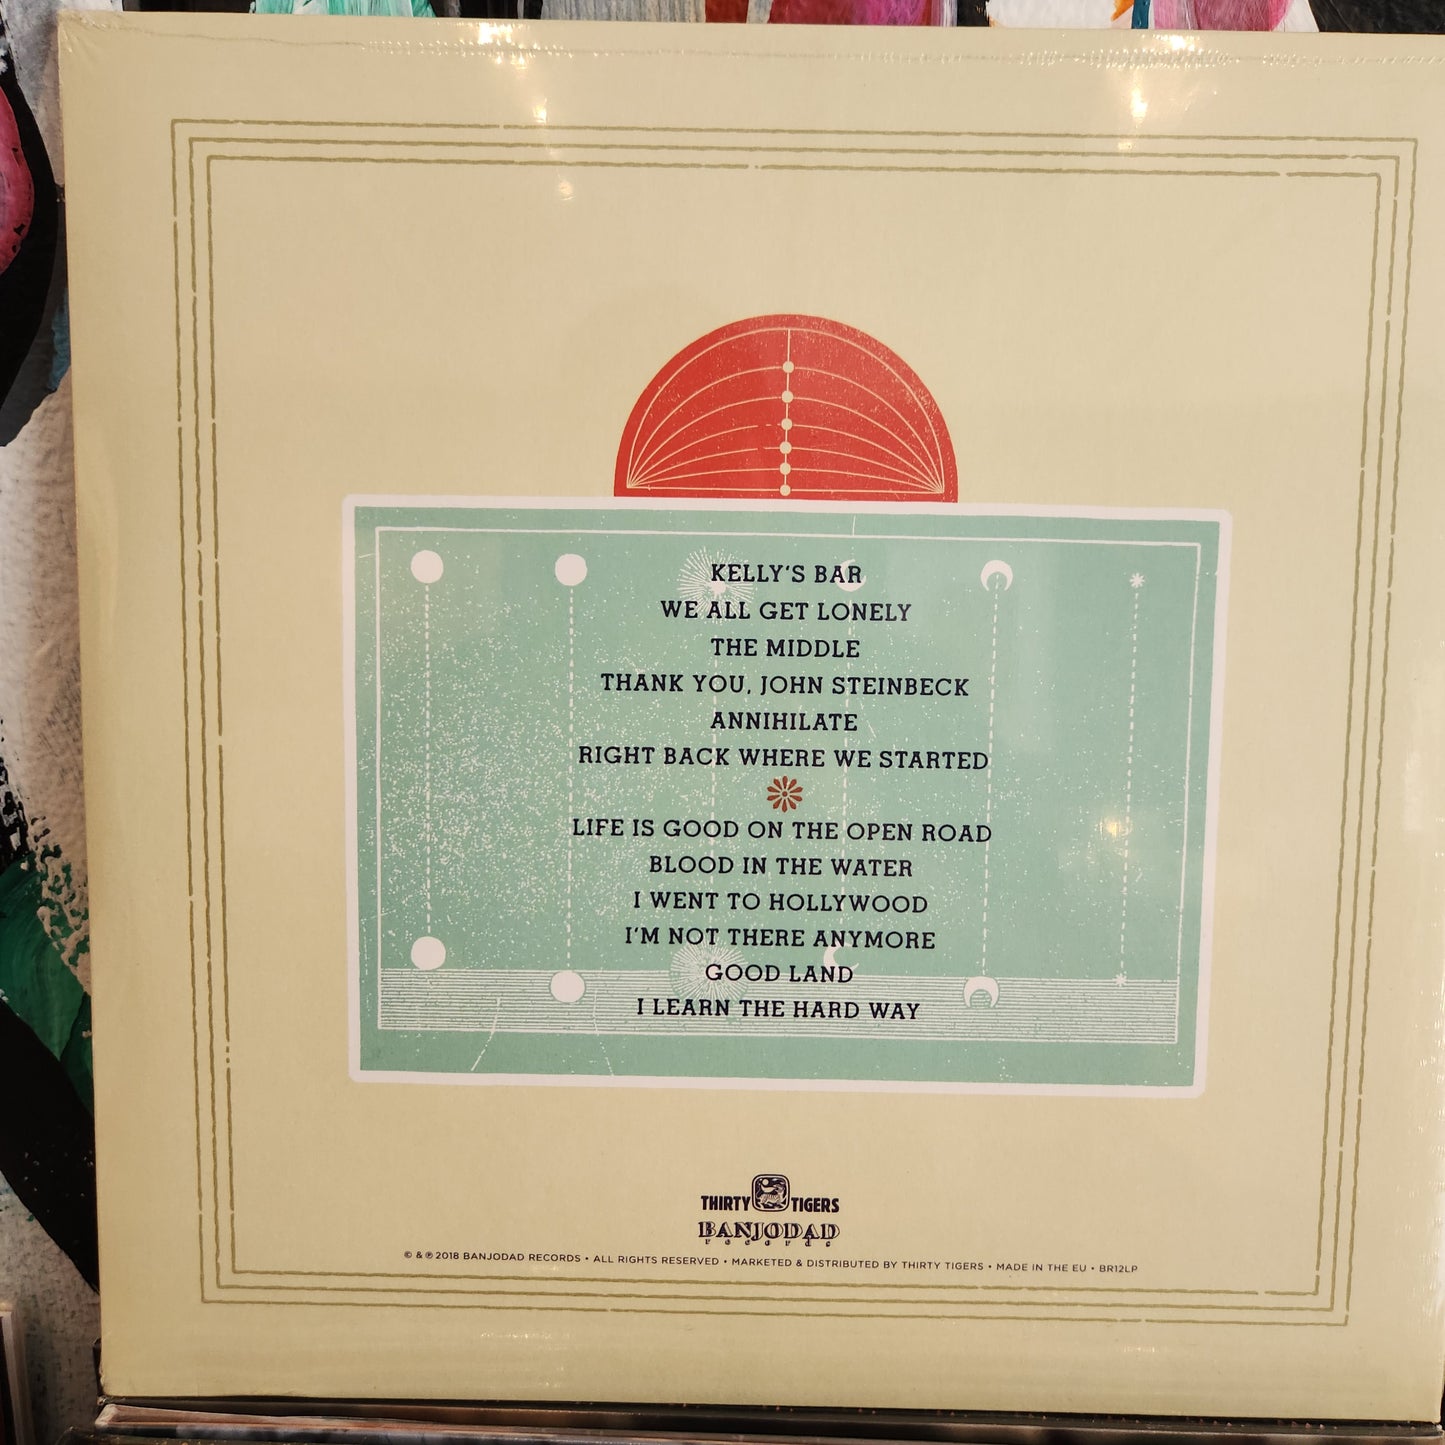 KELLY'S BAR
WE ALL GET LONELY
THE MIDDLE
THANK YOU, JOHN STEINBECK
ANNIHILATE
RIGHT BACK WHERE WE STARTED
LIFE IS GOOD ON THE OPEN ROAD
BLOOD IN THE WATER
I WENT TO HOLLYWOOD
I'M NOT THERE ANYMORE
GOOD LAND
I LEARN THE HARD WAY
THIRTY TIGERS
BANJODAD
records
© & ℗ 2018 BANJODAD RECORDS • ALL RIGHTS RESERVED • MARKETED & DISTRIBUTED BY THIRTY TIGERS • MADE IN THE EU • BR12LP